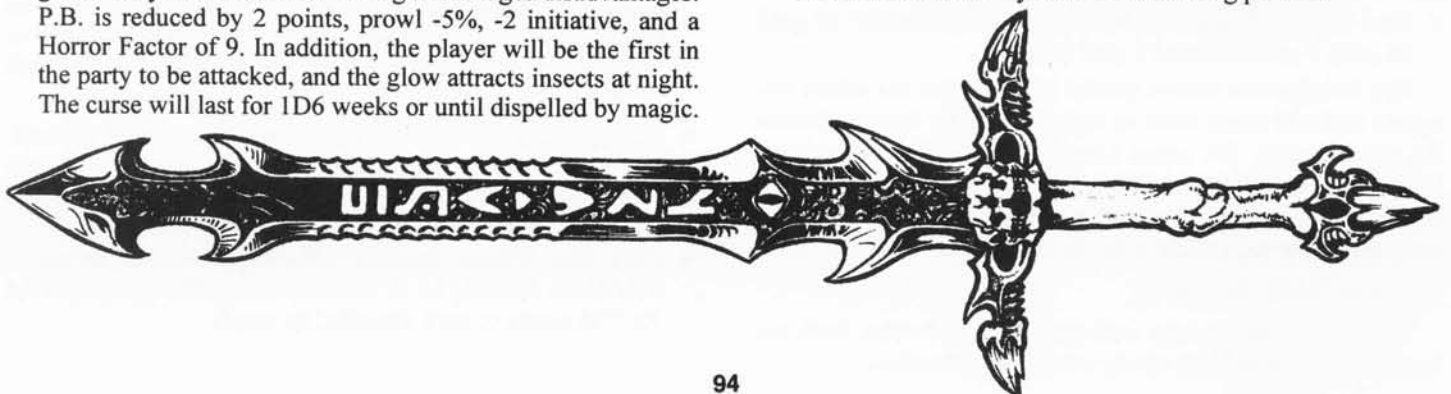 P.B. is reduced by 2 points, prowl -5%, -2 initiative, and a
Horror Factor of 9. In addition, the player will be the first in
the party to be attacked, and the glow attracts insects at night.
The curse will last for 1D6 weeks or until dispelled by magic.
94